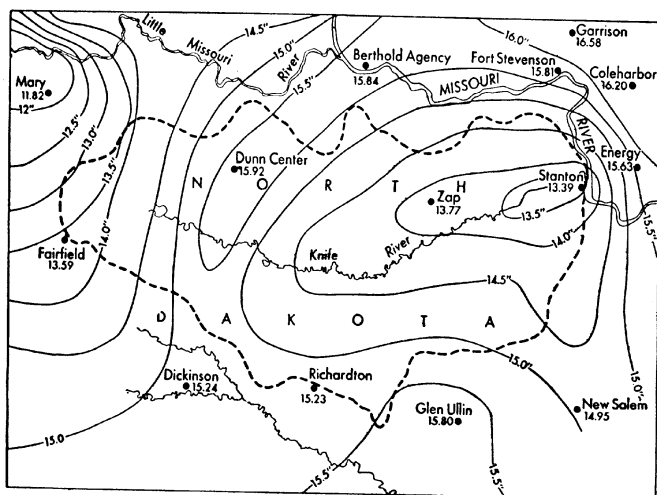 Little
Missouri
River
14.5"
15.0"
15.5"
16.0"
Garrison
16.58
Mary
11.82
12"
12.5"
13.0"
13.5"
14.0"
Berthold Agency
15.84
Fort Stevenson
15.81
Coleharbor
16.20
MISSOURI
RIVER
Dunn Center
15.92
NORTH
Energy
15.63
Stanton
13.39
Zap
13.77
13.5"
14.0"
15.5"
Fairfield
13.59
Knife
River
14.5"
DAKOTA
15.0"
15.0"
Dickinson
15.24
Richardton
15.23
Glen Ullin
15.80
New Salem
14.95
15.0
15.5"
15.5"